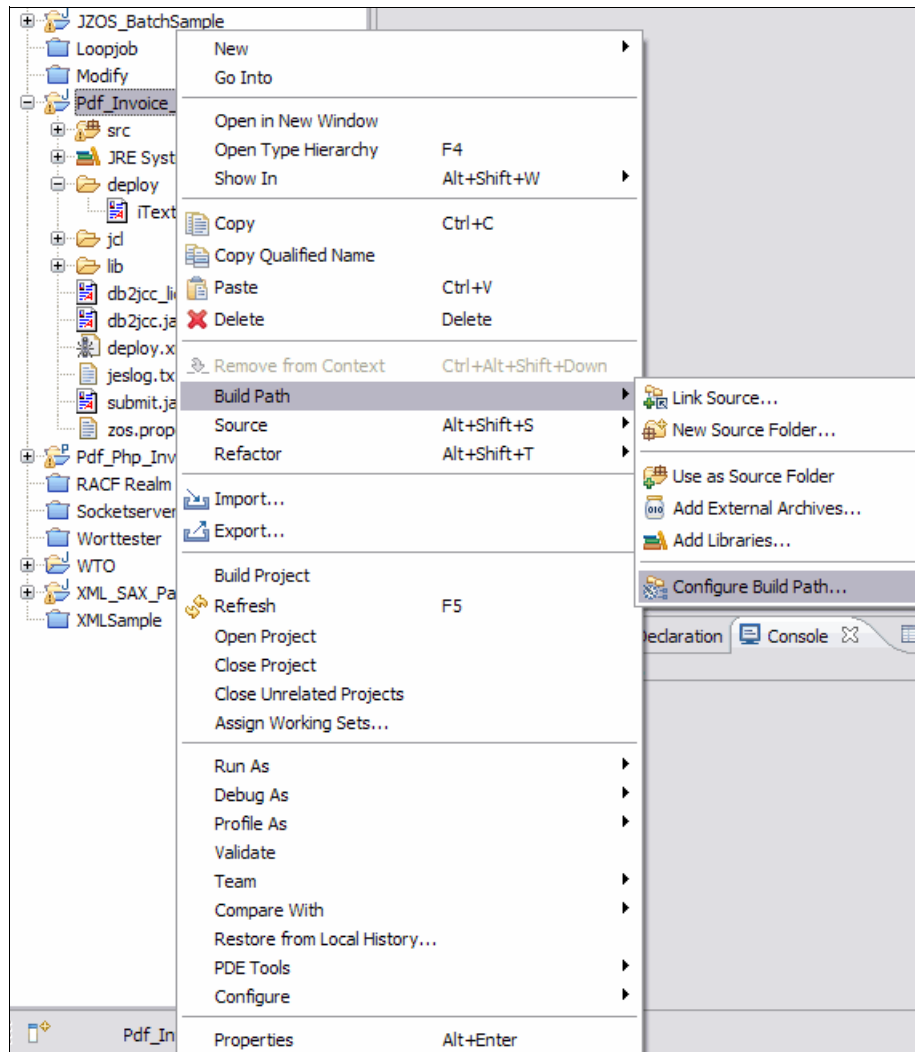 JZOS_BatchSample
Loopjob
Modify
Pdf_Invoice_
src
JRE Syst
deploy
iText
jcl
lib
db2jcc_li
db2jcc.ja
deploy.x
jeslog.tx
submit.ja
zos.prop
Pdf_Php_Inv
RACF Realm
Socketserver
Worttester
WTO
XML_SAX_Pa
XMLSample
New
Go Into
Open in New Window
Open Type Hierarchy F4
Show In Alt+Shift+W
Copy Ctrl+C
Copy Qualified Name
Paste Ctrl+V
Delete Delete
Remove from Context Ctrl+Alt+Shift+Down
Build Path
Source Alt+Shift+S
Refactor Alt+Shift+T
Import...
Export...
Build Project
Refresh F5
Open Project
Close Project
Close Unrelated Projects
Assign Working Sets...
Run As
Debug As
Profile As
Validate
Team
Compare With
Restore from Local History...
PDE Tools
Configure
Properties Alt+Enter
Link Source...
New Source Folder...
Use as Source Folder
010 Add External Archives...
Add Libraries...
Configure Build Path...
Declaration Console
Pdf_In